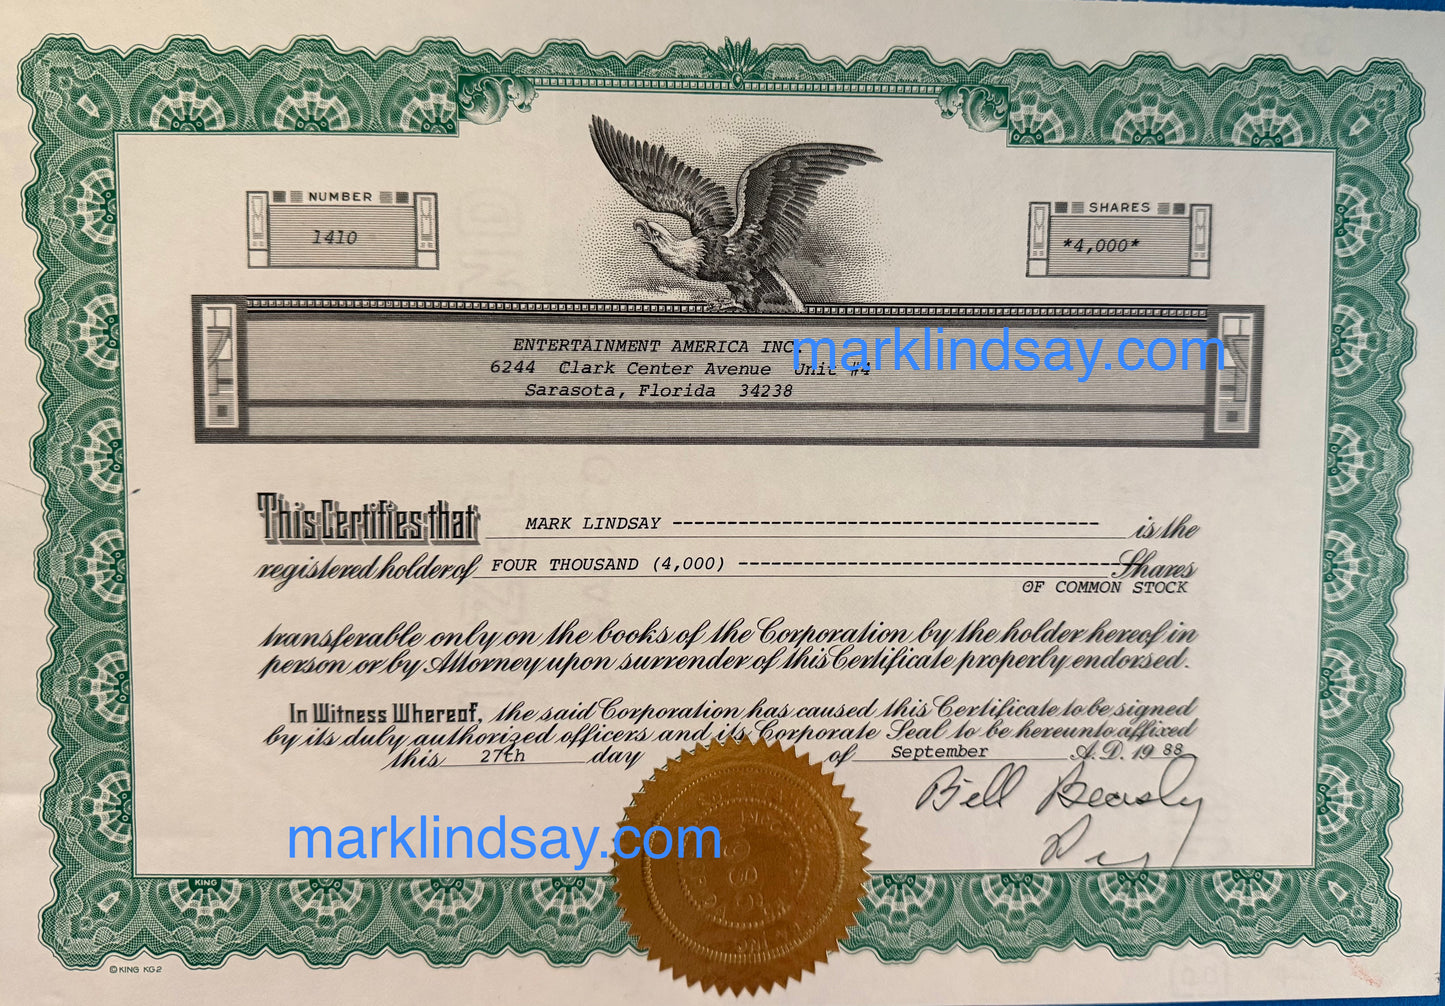 NUMBER
1410
SHARES
*4,000*
ENTERTAINMENT AMERICA INC.
marklindsay.com
6244 Clark Center Avenue Unit #4
Sarasota, Florida 34238
This Certifies that MARK LINDSAY --------------------------------------- is the
registered holder of FOUR THOUSAND (4,000) ----------------------------------- Shares
OF COMMON STOCK
transferable only on the books of the Corporation by the holder hereof in
person or by Attorney upon surrender of this Certificate properly endorsed.
In Witness Whereof, the said Corporation has caused this Certificate to be signed
by its duly authorized officers and its Corporate Seal to be hereunto affixed
this 27th day of September A.D. 1988
Bill Beasly
marklindsay.com
KING
©KING KG2